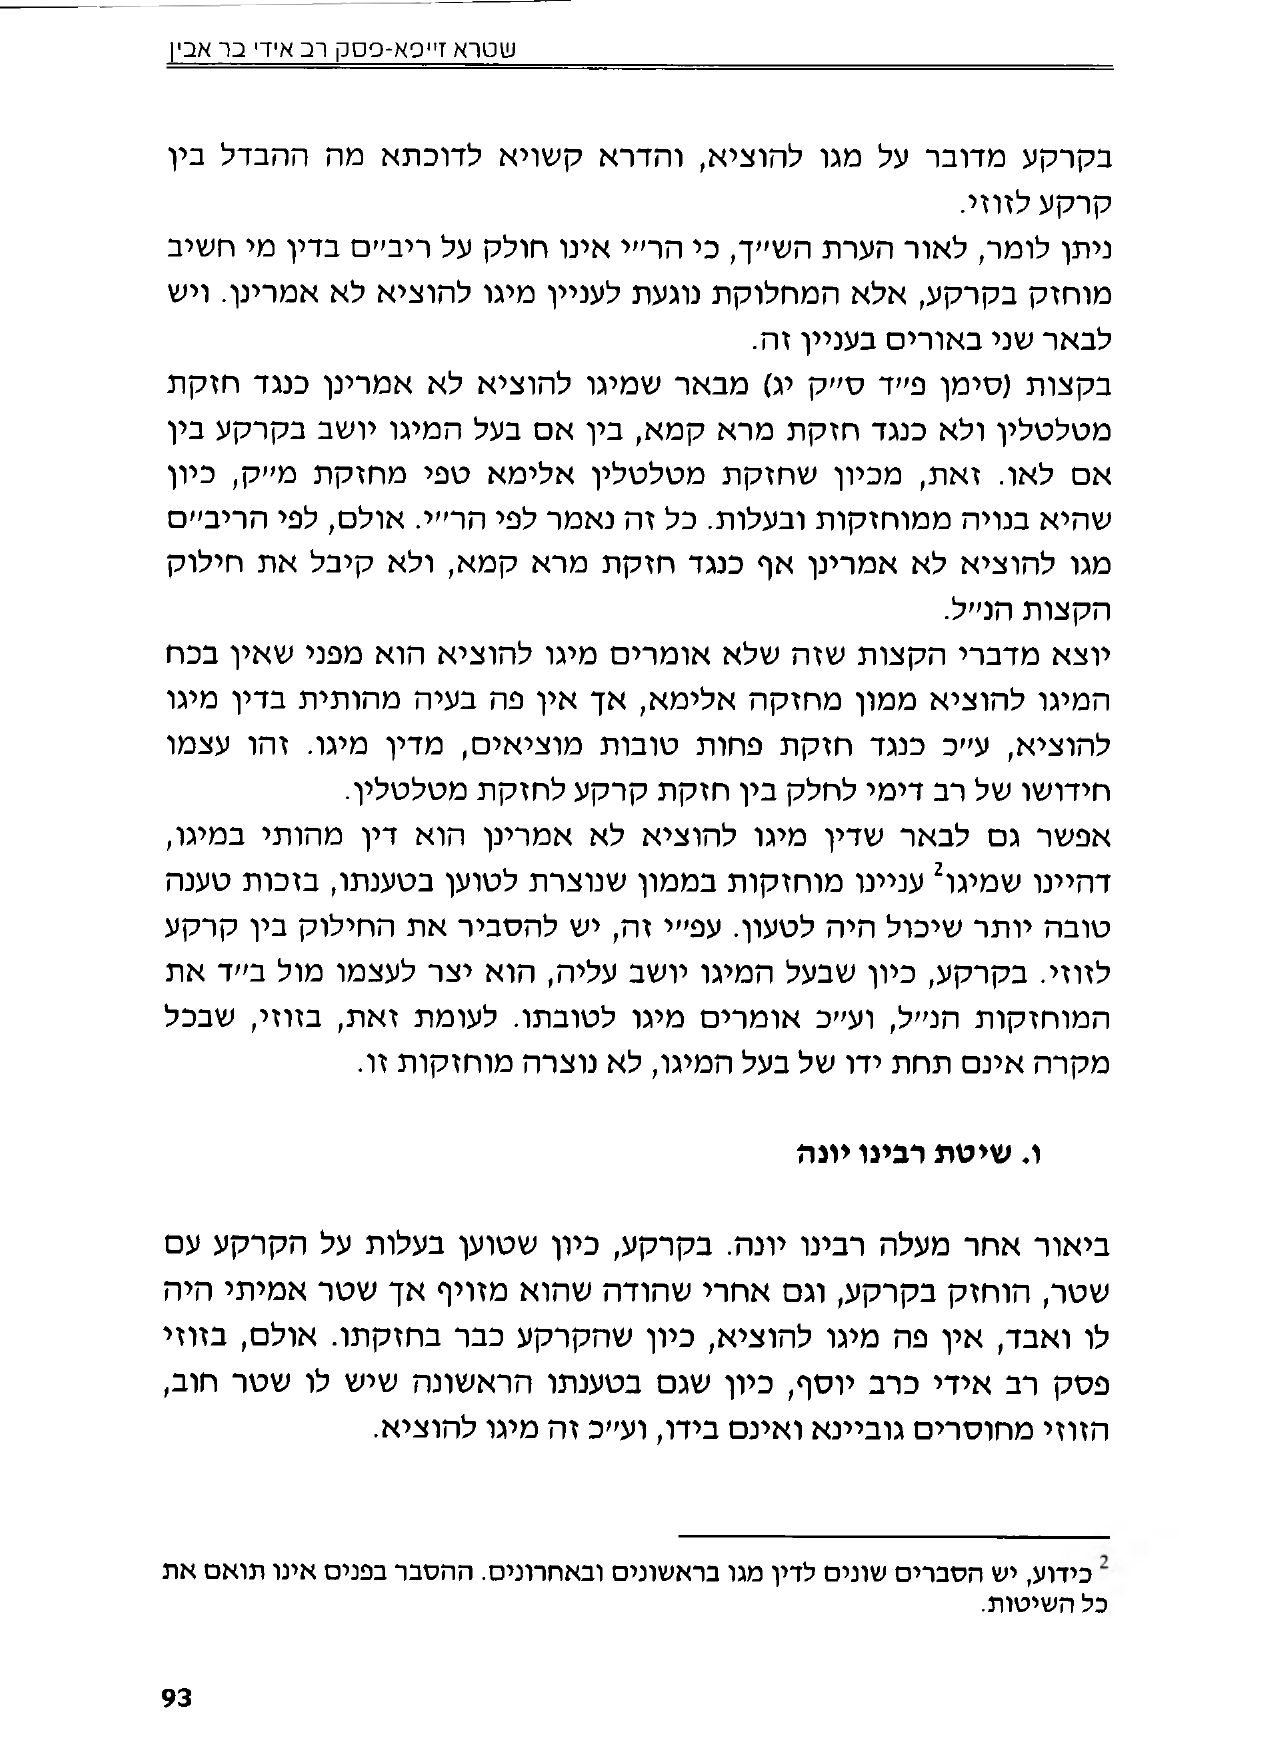 שטרא זייפא-פסק רב אידי בר אבין
בקרקע מדובר על מגו להוציא, והדרא קשויא לדוכתא מה ההבדל בין
קרקע לזוזי.
ניתן לומר, לאור הערת הש״ך, כי הר״י אינו חולק על ריב״ם בדין מי חשיב
מוחזק בקרקע, אלא המחלוקת נוגעת לעניין מיגו להוציא לא אמרינן. ויש
לבאר שני באורים בעניין זה.
בקצות (סימן פ״ד ס״ק יג) מבאר שמיגו להוציא לא אמרינן כנגד חזקת
מטלטלין ולא כנגד חזקת מרא קמא, בין אם בעל המיגו יושב בקרקע בין
אם לאו. זאת, מכיון שחזקת מטלטלין אלימא טפי מחזקת מ״ק, כיון
שהיא בנויה ממוחזקות ובעלות. כל זה נאמר לפי הר״י. אולם, לפי הריב״ם
מגו להוציא לא אמרינן אף כנגד חזקת מרא קמא, ולא קיבל את חילוק
הקצות הנ״ל.
יוצא מדברי הקצות שזה שלא אומרים מיגו להוציא הוא מפני שאין בכח
המיגו להוציא ממון מחזקה אלימא, אך אין פה בעיה מהותית בדין מיגו
להוציא, ע״כ כנגד חזקת פחות טובות מוציאים, מדין מיגו. זהו עצמו
חידושו של רב דימי לחלק בין חזקת קרקע לחזקת מטלטלין.
אפשר גם לבאר שדין מיגו להוציא לא אמרינן הוא דין מהותי במיגו,
דהיינו שמיגו2 עניינו מוחזקות בממון שנוצרת לטוען בטענתו, בזכות טענה
טובה יותר שיכול היה לטעון. עפ״י זה, יש להסביר את החילוק בין קרקע
לזוזי. בקרקע, כיון שבעל המיגו יושב עליה, הוא יצר לעצמו מול ב״ד את
המוחזקות הנ״ל, וע״כ אומרים מיגו לטובתו. לעומת זאת, בזוזי, שבכל
מקרה אינם תחת ידו של בעל המיגו, לא נוצרה מוחזקות זו.
ו. שיטת רבינו יונה
ביאור אחר מעלה רבינו יונה. בקרקע, כיון שטוען בעלות על הקרקע עם
שטר, הוחזק בקרקע, וגם אחרי שהודה שהוא מזויף אך שטר אמיתי היה
לו ואבד, אין פה מיגו להוציא, כיון שהקרקע כבר בחזקתו. אולם, בזוזי
פסק רב אידי כרב יוסף, כיון שגם בטענתו הראשונה שיש לו שטר חוב,
הזוזי מחוסרים גוביינא ואינם בידו, וע״כ זה מיגו להוציא.
2 כידוע, יש הסברים שונים לדין מגו בראשונים ובאחרונים. ההסבר בפנים אינו תואם את
כל השיטות.
93